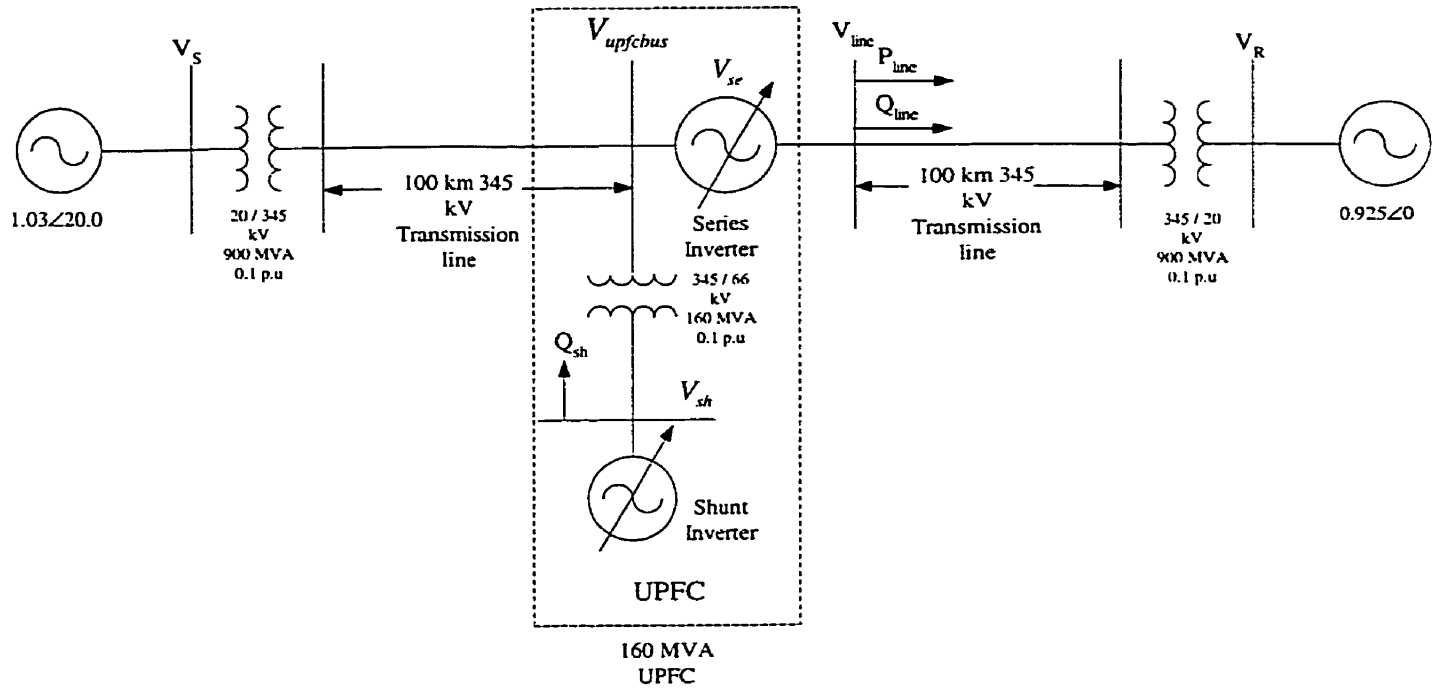 V_S
V_upfcbus
V_se
V_line
P_line
Q_line
V_R
1.03∠20.0
20 / 345
kV
900 MVA
0.1 p.u
100 km 345
kV
Transmission
line
Series
Inverter
100 km 345
kV
Transmission
line
345 / 20
kV
900 MVA
0.1 p.u
0.925∠0
345 / 66
kV
160 MVA
0.1 p.u
Q_sh
V_sh
Shunt
Inverter
UPFC
160 MVA
UPFC